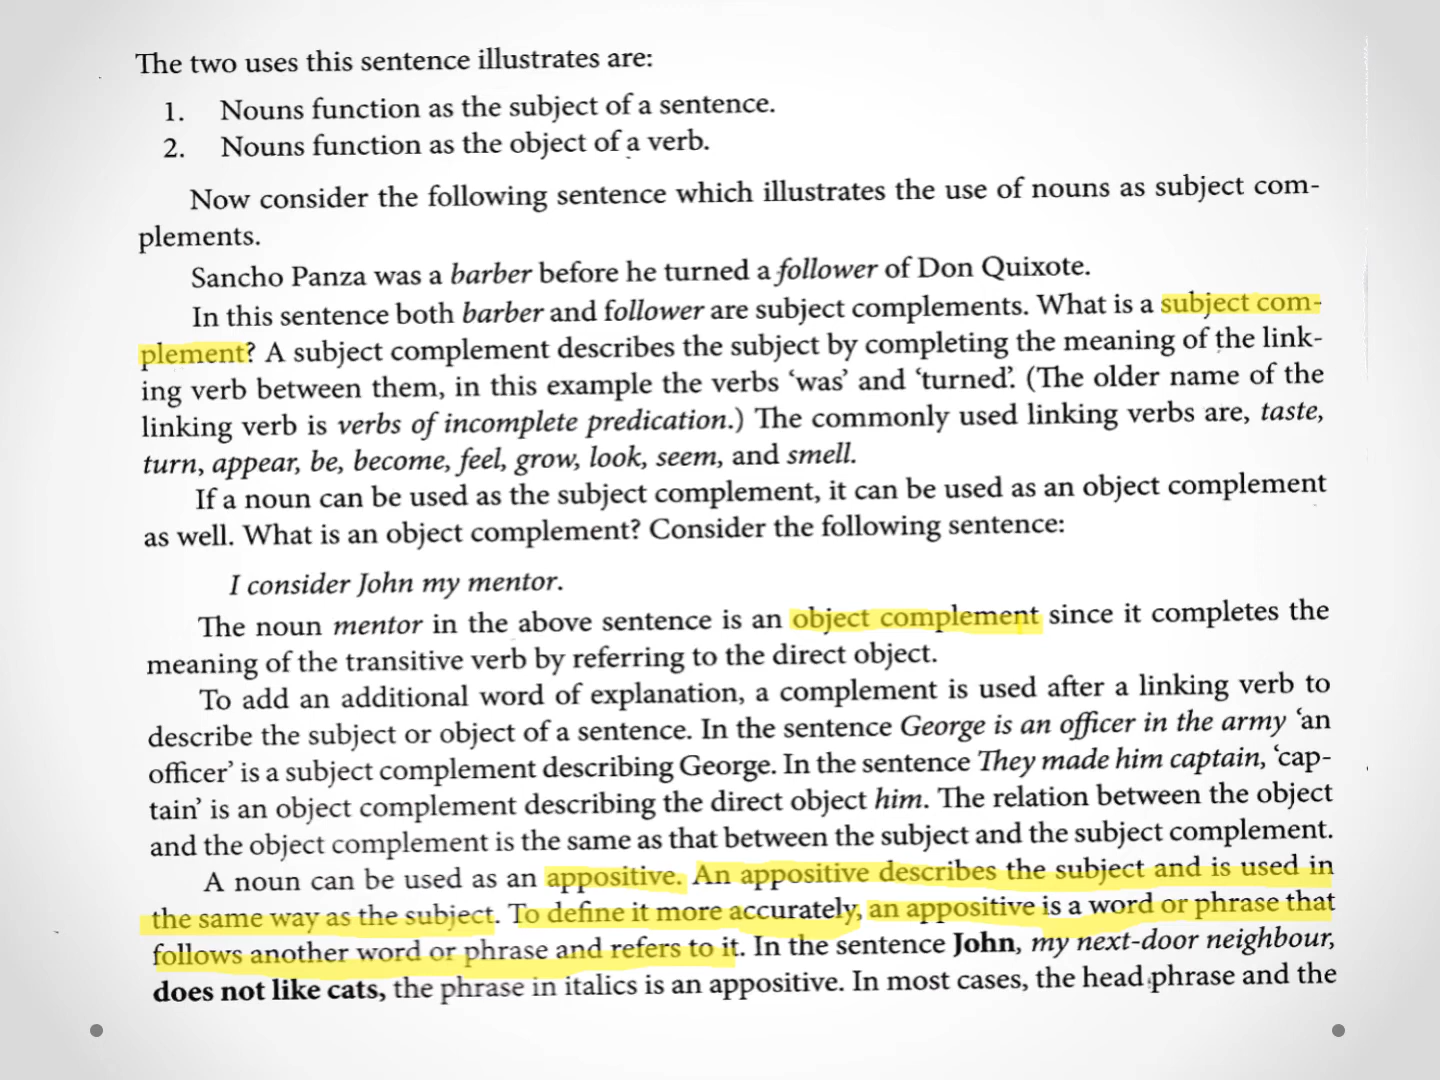 The two uses this sentence illustrates are:
1. Nouns function as the subject of a sentence.
2. Nouns function as the object of a verb.
Now consider the following sentence which illustrates the use of nouns as subject com-
plements.
Sancho Panza was a barber before he turned a follower of Don Quixote.
In this sentence both barber and follower are subject complements. What is a subject com-
plement? A subject complement describes the subject by completing the meaning of the link-
ing verb between them, in this example the verbs ‘was’ and ‘turned’. (The older name of the
linking verb is verbs of incomplete predication.) The commonly used linking verbs are, taste,
turn, appear, be, become, feel, grow, look, seem, and smell.
If a noun can be used as the subject complement, it can be used as an object complement
as well. What is an object complement? Consider the following sentence:
I consider John my mentor.
The noun mentor in the above sentence is an object complement since it completes the
meaning of the transitive verb by referring to the direct object.
To add an additional word of explanation, a complement is used after a linking verb to
describe the subject or object of a sentence. In the sentence George is an officer in the army ‘an
officer’ is a subject complement describing George. In the sentence They made him captain, ‘cap-
tain’ is an object complement describing the direct object him. The relation between the object
and the object complement is the same as that between the subject and the subject complement.
A noun can be used as an appositive. An appositive describes the subject and is used in
the same way as the subject. To define it more accurately, an appositive is a word or phrase that
follows another word or phrase and refers to it. In the sentence John, my next-door neighbour,
does not like cats, the phrase in italics is an appositive. In most cases, the head phrase and the